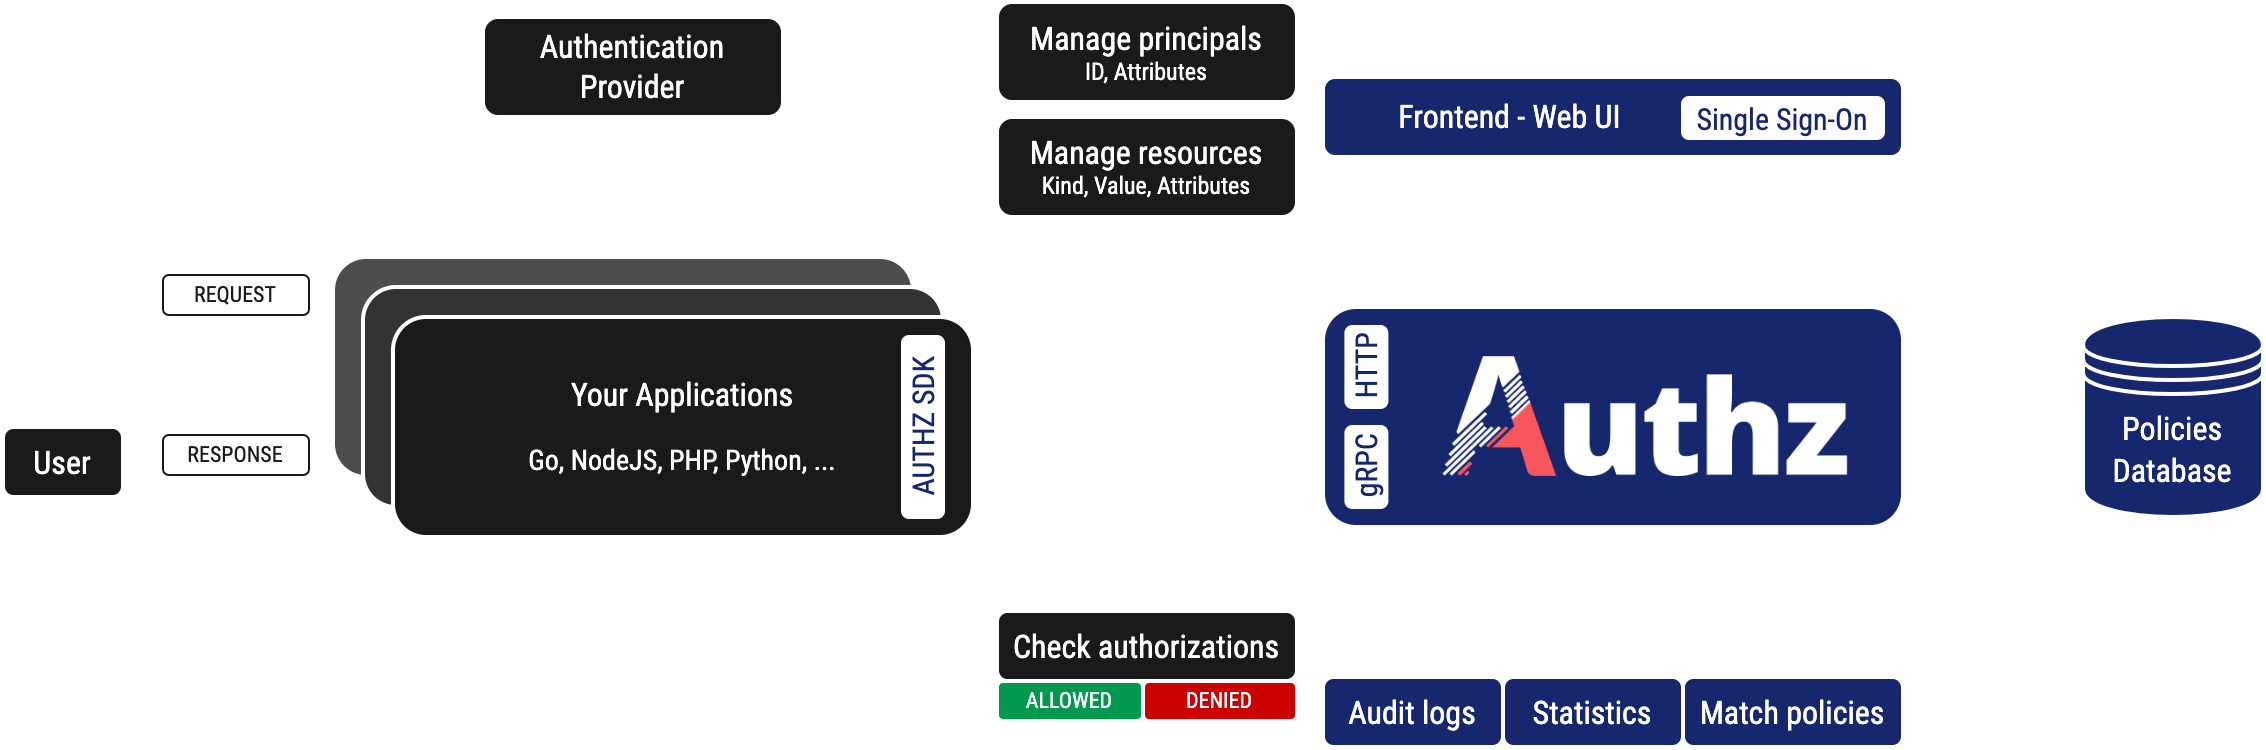 Authentication
Provider
Manage principals
ID, Attributes
Manage resources
Kind, Value, Attributes
Frontend - Web UI
Single Sign-On
REQUEST
RESPONSE
User
Your Applications
Go, NodeJS, PHP, Python, ...
AUTHZ SDK
HTTP
gRPC
Authz
Policies
Database
Check authorizations
ALLOWED
DENIED
Audit logs
Statistics
Match policies